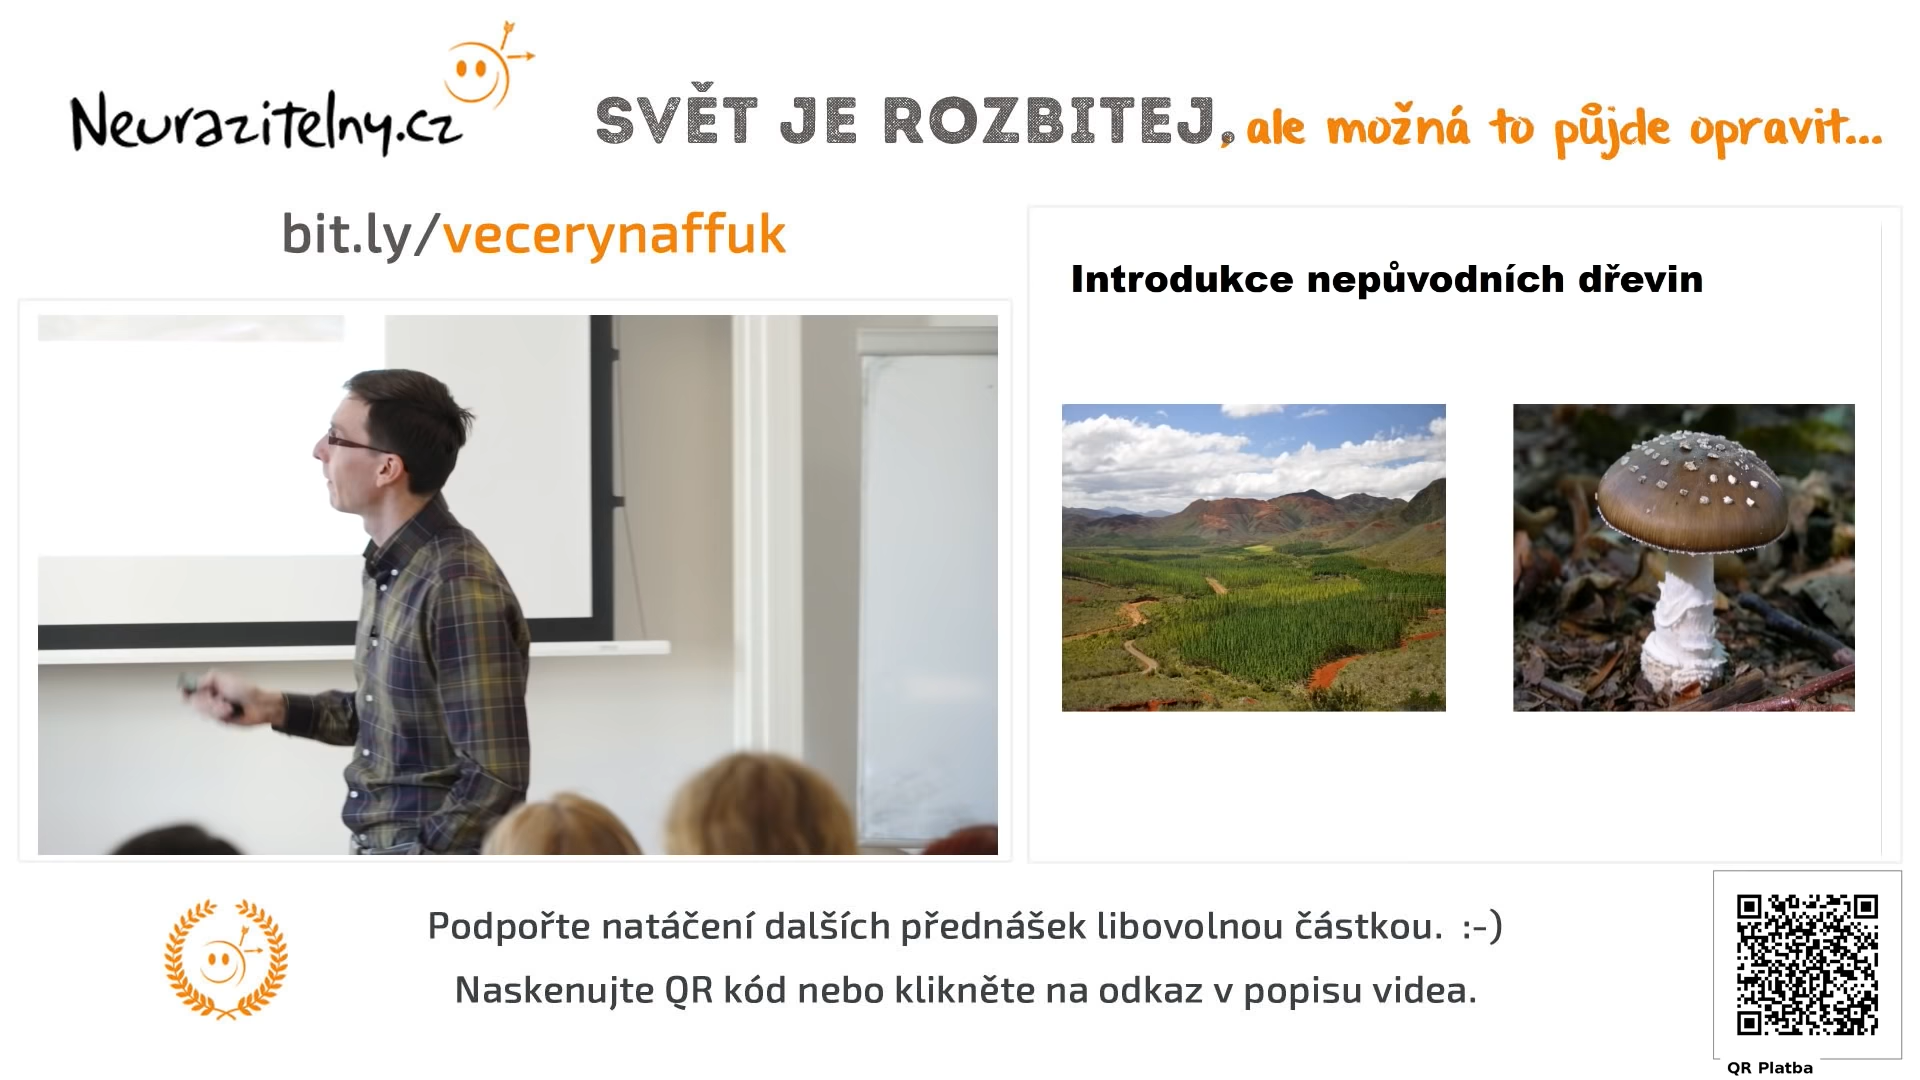 Neurazitelny.cz
SVĚT JE ROZBITEJ, ale možná to půjde opravit...
bit.ly/vecerynaffuk
Introdukce nepůvodních dřevin
Podpořte natáčení dalších přednášek libovolnou částkou. :-)
Naskenujte QR kód nebo klikněte na odkaz v popisu videa.
QR Platba